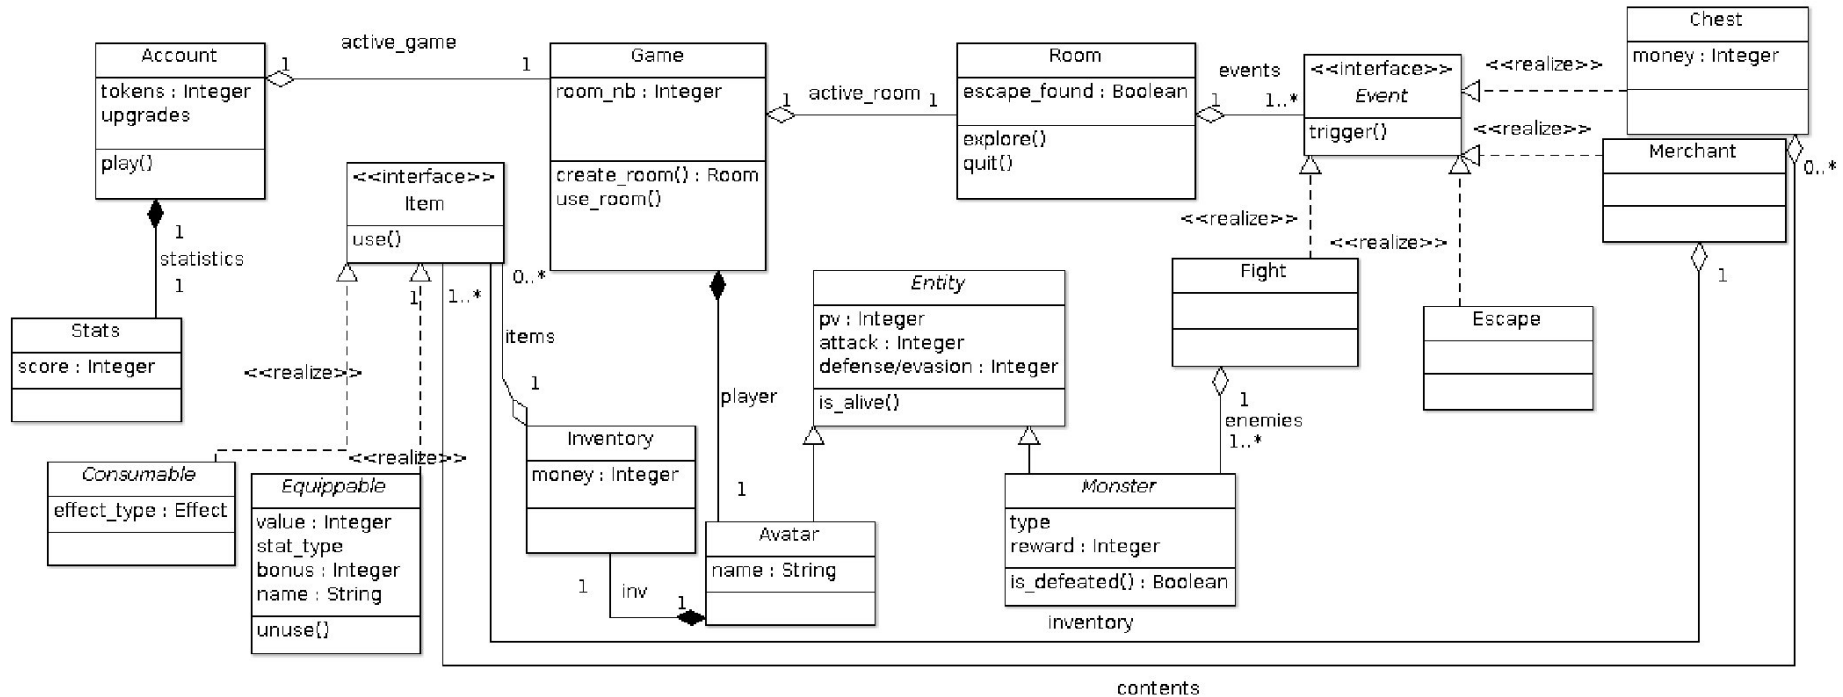 Account
tokens : Integer
upgrades
play()
1
active_game
1
Game
room_nb : Integer
create_room() : Room
use_room()
1
active_room
1
Room
escape_found : Boolean
explore()
quit()
1
events
1..*
<<interface>>
Event
trigger()
<<realize>>
<<realize>>
Chest
money : Integer
0..*
Merchant
1
<<interface>>
Item
use()
1
statistics
1
Stats
score : Integer
<<realize>>
1
1..*
0..*
items
1
<<realize>>
Consumable
effect_type : Effect
Equippable
value : Integer
stat_type
bonus : Integer
name : String
unuse()
Inventory
money : Integer
1
inv
1
player
1
Avatar
name : String
Entity
pv : Integer
attack : Integer
defense/evasion : Integer
is_alive()
<<realize>>
<<realize>>
Fight
Escape
1
enemies
1..*
Monster
type
reward : Integer
is_defeated() : Boolean
inventory
contents